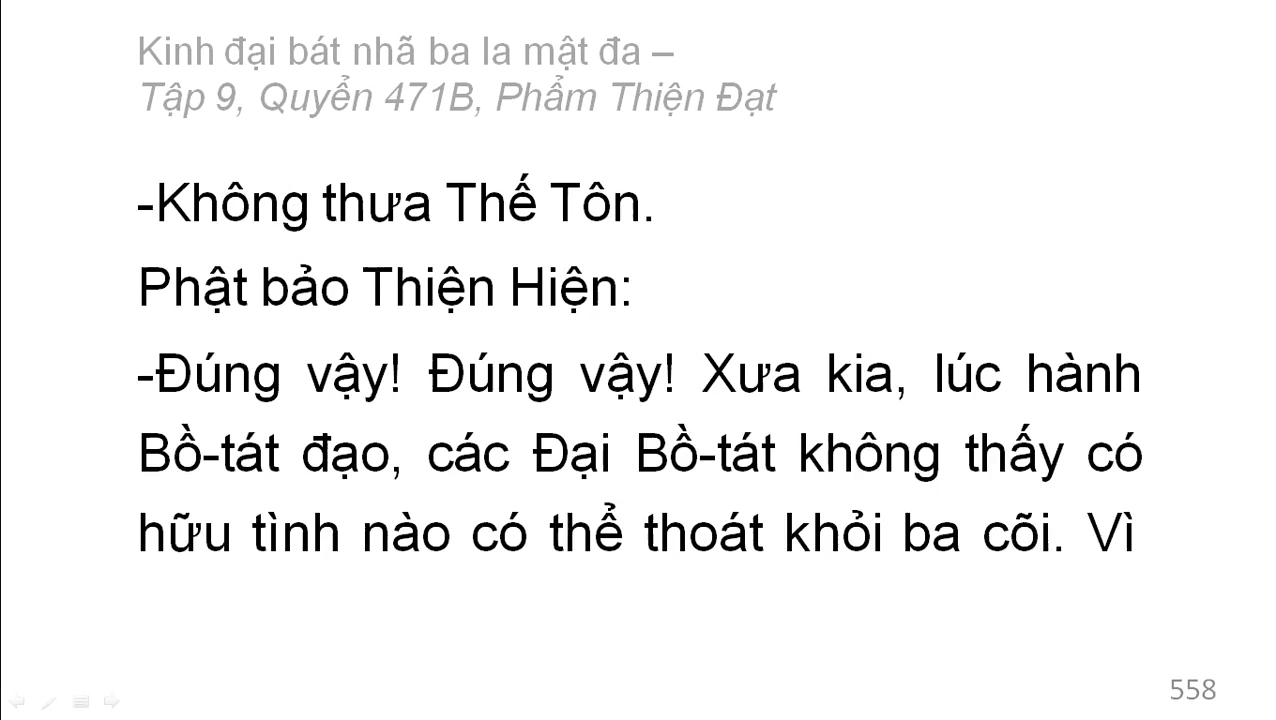 Kinh đại bát nhã ba la mật đa –
Tập 9, Quyển 471B, Phẩm Thiện Đạt
-Không thưa Thế Tôn.
Phật bảo Thiện Hiện:
-Đúng vậy! Đúng vậy! Xưa kia, lúc hành
Bồ-tát đạo, các Đại Bồ-tát không thấy có
hữu tình nào có thể thoát khỏi ba cõi. Vì
558